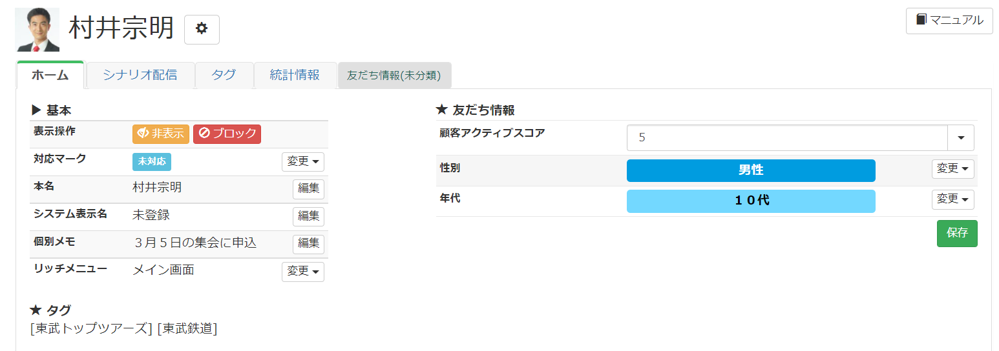 村井宗明
マニュアル
ホーム シナリオ配信 タグ 統計情報 友だち情報(未分類)
▶ 基本
表示操作 非表示 ブロック
対応マーク 未対応 変更
本名 村井宗明 編集
システム表示名 未登録 編集
個別メモ ３月５日の集会に申込 編集
リッチメニュー メイン画面 変更
★ タグ
[東武トップツアーズ] [東武鉄道]
★ 友だち情報
顧客アクティブスコア 5
性別 男性 変更
年代 １０代 変更
保存